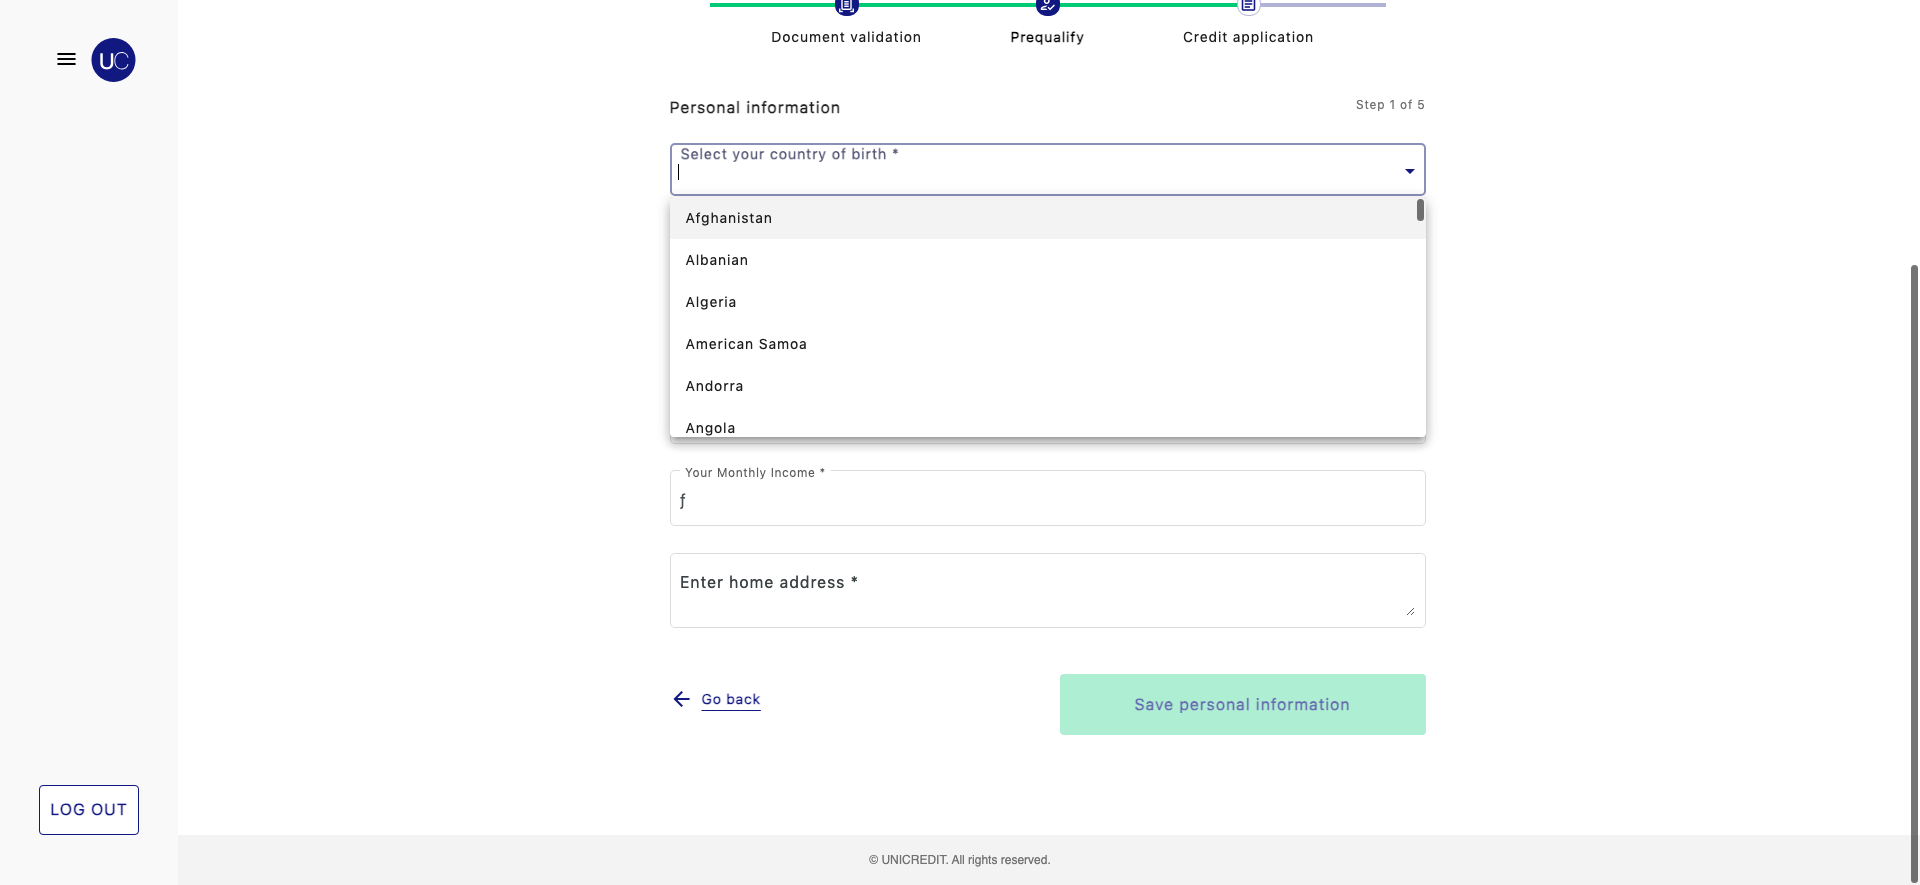 UC
Document validation
Prequalify
Credit application
Personal information
Step 1 of 5
Select your country of birth *
Afghanistan
Albanian
Algeria
American Samoa
Andorra
Angola
Your Monthly Income *
ƒ
Enter home address *
Go back
Save personal information
LOG OUT
© UNICREDIT. All rights reserved.